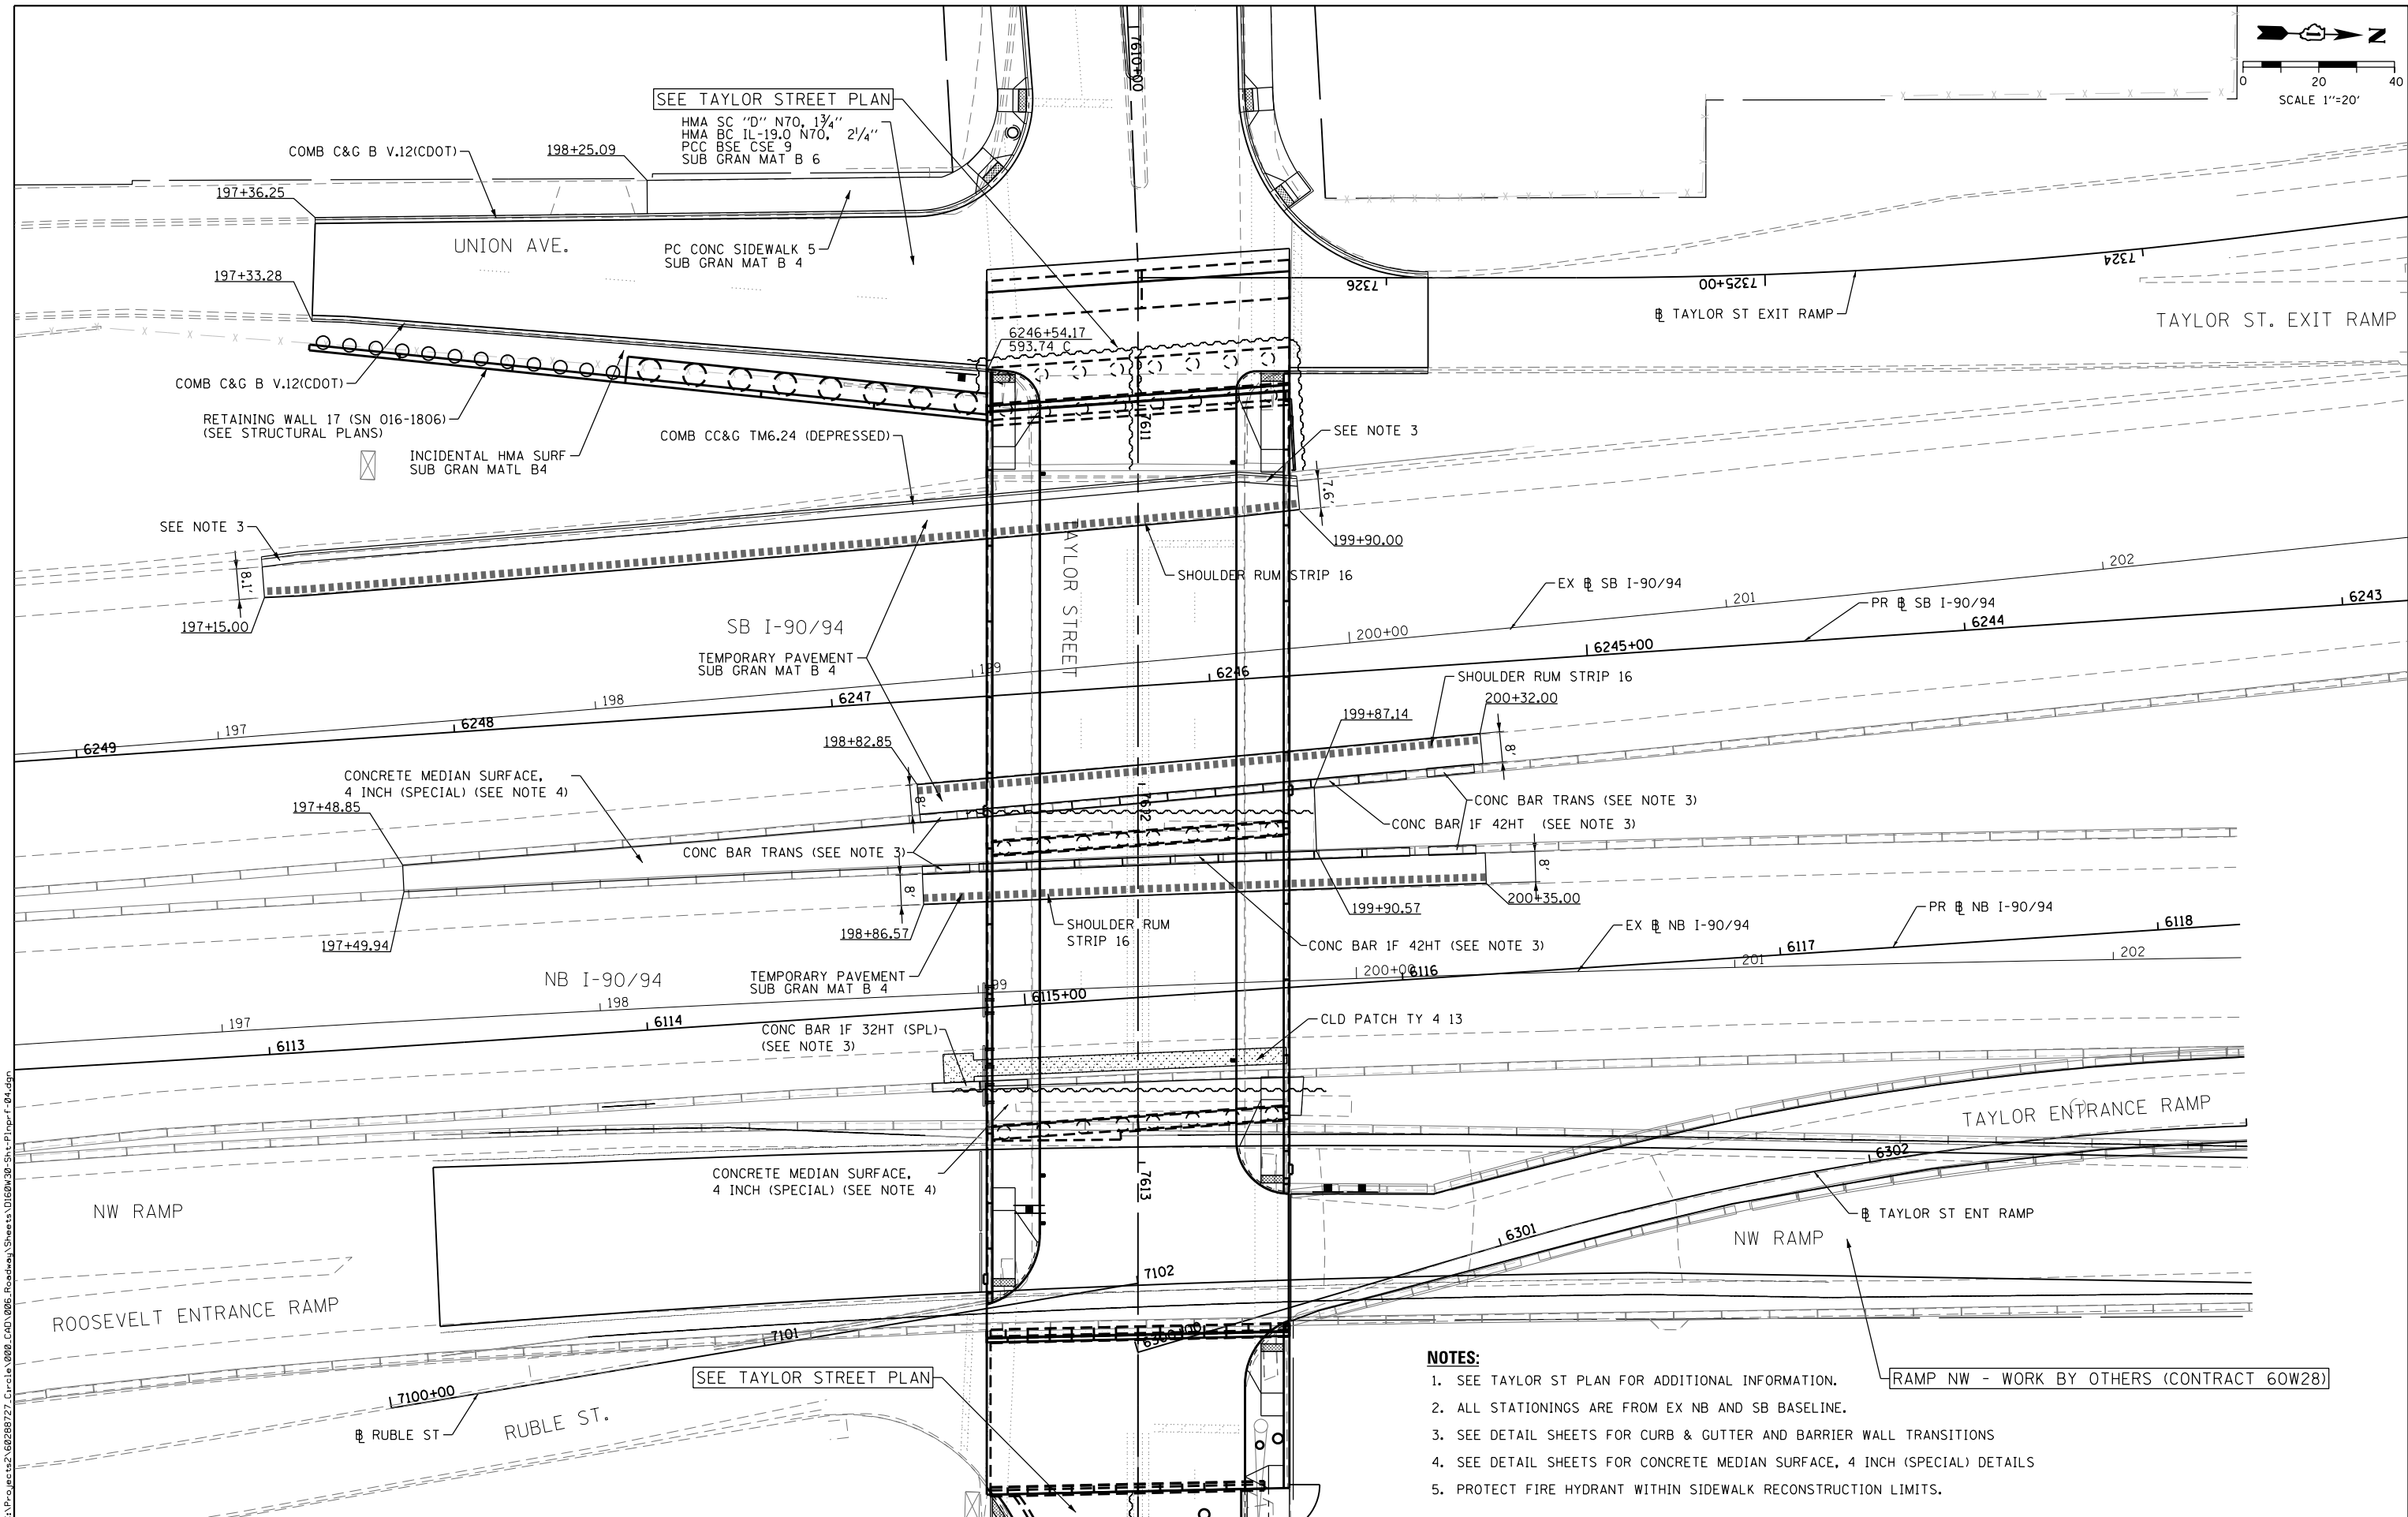 N
0 20 40
SCALE 1"=20'
7610+00
SEE TAYLOR STREET PLAN
HMA SC "D" N70, 1¾"
HMA BC IL-19.0 N70, 2¼"
PCC BSE CSE 9
SUB GRAN MAT B 6
COMB C&G B V.12(CDOT)
198+25.09
197+36.25
UNION AVE.
PC CONC SIDEWALK 5
SUB GRAN MAT B 4
197+33.28
7326
7325+00
7324
℄ TAYLOR ST EXIT RAMP
TAYLOR ST. EXIT RAMP
6246+54.17
593.74 C
COMB C&G B V.12(CDOT)
RETAINING WALL 17 (SN 016-1806)
(SEE STRUCTURAL PLANS)
INCIDENTAL HMA SURF
SUB GRAN MATL B4
COMB CC&G TM6.24 (DEPRESSED)
7611
SEE NOTE 3
7.6'
SEE NOTE 3
8.1'
199+90.00
TAYLOR STREET
SHOULDER RUM STRIP 16
197+15.00
SB I-90/94
TEMPORARY PAVEMENT
SUB GRAN MAT B 4
EX ℄ SB I-90/94
PR ℄ SB I-90/94
197
198
199
200+00
201
202
6249
6248
6247
6246
6245+00
6244
6243
SHOULDER RUM STRIP 16
200+32.00
199+87.14
198+82.85
8'
8'
CONCRETE MEDIAN SURFACE,
4 INCH (SPECIAL) (SEE NOTE 4)
197+48.85
7612
CONC BAR TRANS (SEE NOTE 3)
CONC BAR 1F 42HT (SEE NOTE 3)
CONC BAR TRANS (SEE NOTE 3)
8'
8'
200+35.00
199+90.57
198+86.57
SHOULDER RUM
STRIP 16
CONC BAR 1F 42HT (SEE NOTE 3)
197+49.94
EX ℄ NB I-90/94
PR ℄ NB I-90/94
NB I-90/94
TEMPORARY PAVEMENT
SUB GRAN MAT B 4
197
198
199
200+00
201
202
6113
6114
6115+00
6116
6117
6118
CONC BAR 1F 32HT (SPL)
(SEE NOTE 3)
CLD PATCH TY 4 13
TAYLOR ENTRANCE RAMP
CONCRETE MEDIAN SURFACE,
4 INCH (SPECIAL) (SEE NOTE 4)
7613
6302
6301
6300+00
℄ TAYLOR ST ENT RAMP
NW RAMP
NW RAMP
ROOSEVELT ENTRANCE RAMP
7102
7101
7100+00
℄ RUBLE ST
RUBLE ST.
SEE TAYLOR STREET PLAN
RAMP NW - WORK BY OTHERS (CONTRACT 60W28)
NOTES:
1. SEE TAYLOR ST PLAN FOR ADDITIONAL INFORMATION.
2. ALL STATIONINGS ARE FROM EX NB AND SB BASELINE.
3. SEE DETAIL SHEETS FOR CURB & GUTTER AND BARRIER WALL TRANSITIONS
4. SEE DETAIL SHEETS FOR CONCRETE MEDIAN SURFACE, 4 INCH (SPECIAL) DETAILS
5. PROTECT FIRE HYDRANT WITHIN SIDEWALK RECONSTRUCTION LIMITS.
:\Projects2\60288727_Circle\000_CAD\006_Roadway\Sheets\D160W30-Sht-Plnprf-04.dgn